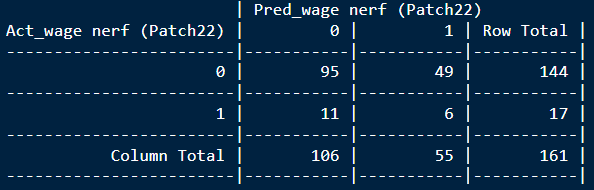 | Pred_wage nerf (Patch22)
Act_wage nerf (Patch22) | 0 | 1 | Row Total |
------------------------|-----------|-----------|-----------|
0 | 95 | 49 | 144 |
------------------------|-----------|-----------|-----------|
1 | 11 | 6 | 17 |
------------------------|-----------|-----------|-----------|
Column Total | 106 | 55 | 161 |
------------------------|-----------|-----------|-----------|